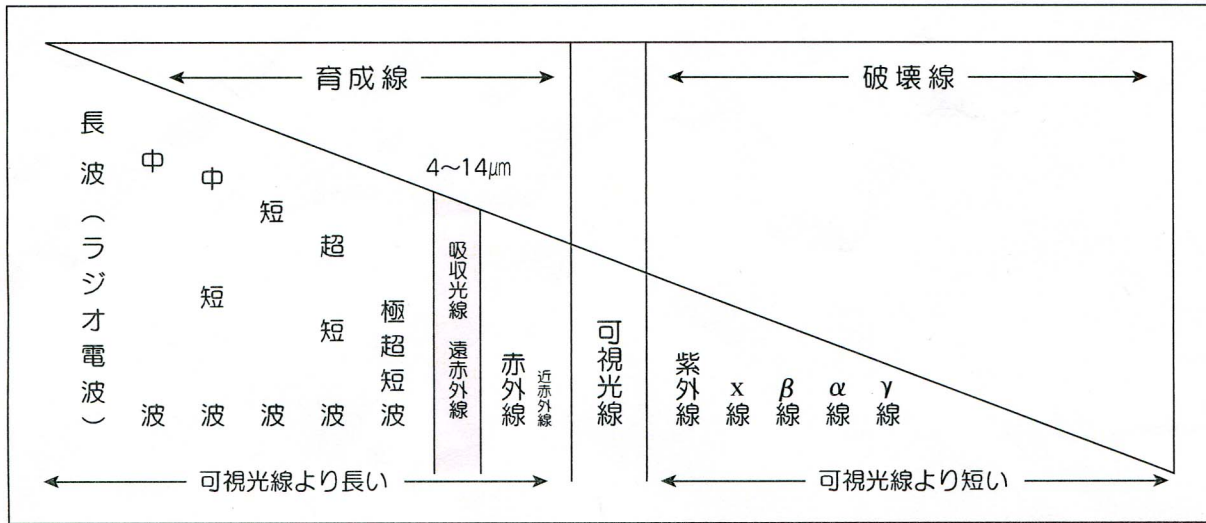 育成線
破壊線
4～14μm
長波（ラジオ電波）
中波
中短波
短波
超短波
極超短波
吸収光線 遠赤外線
赤外線
近赤外線
可視光線
紫外線
x線
β線
α線
γ線
可視光線より長い
可視光線より短い